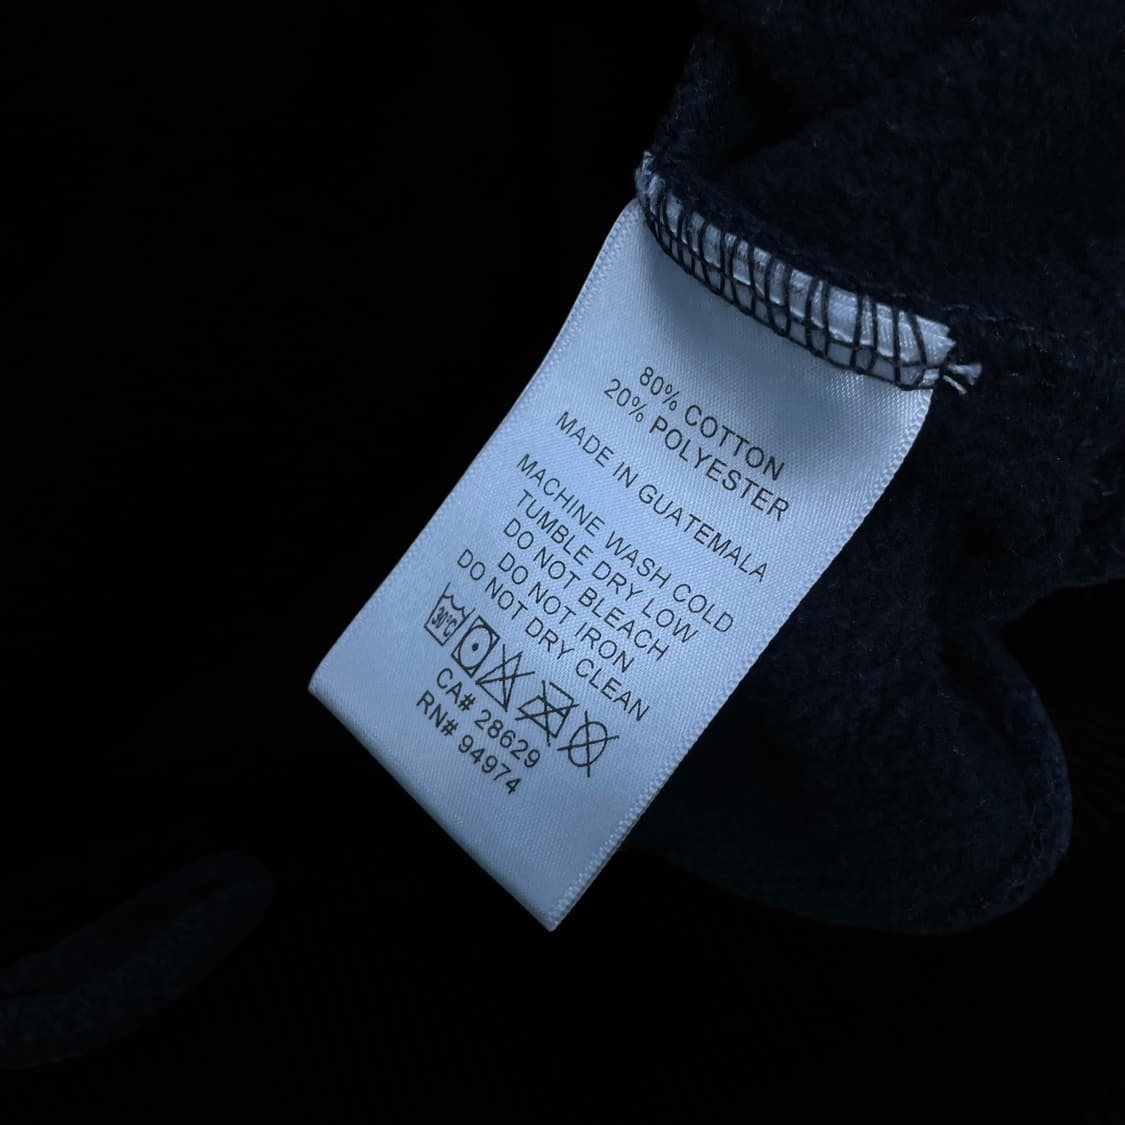 80% COTTON
20% POLYESTER
MADE IN GUATEMALA
MACHINE WASH COLD
TUMBLE DRY LOW
DO NOT BLEACH
DO NOT IRON
DO NOT DRY CLEAN
30°C
CA# 28629
RN# 94974